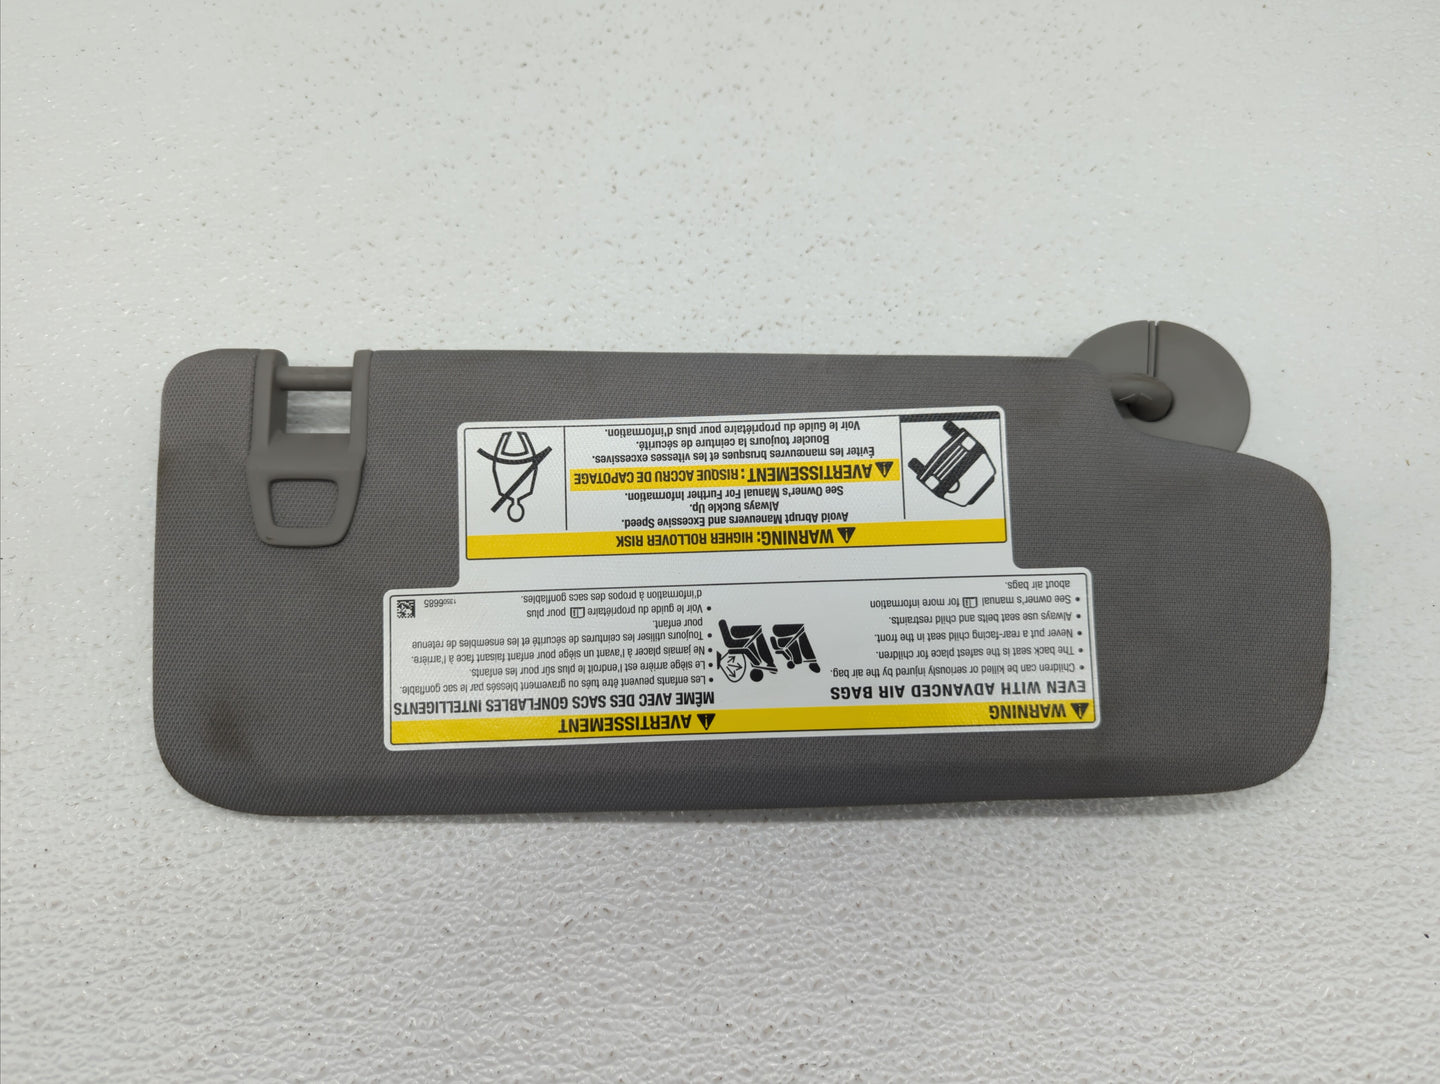 WARNING
EVEN WITH ADVANCED AIR BAGS
• Children can be killed or seriously injured by the air bag.
• The back seat is the safest place for children.
• Never put a rear-facing child seat in the front.
• Always use seat belts and child restraints.
• See owner's manual for more information
about air bags.
AVERTISSEMENT
MÊME AVEC DES SACS GONFLABLES INTELLIGENTS
• Les enfants peuvent être tués ou gravement blessés par le sac gonflable.
• Le siège arrière est l'endroit le plus sûr pour les enfants.
• Ne jamais placer à l'avant un siège pour enfant faisant face à l'arrière.
• Toujours utiliser les ceintures de sécurité et les ensembles de retenue
pour enfant.
• Voir le guide du propriétaire pour plus
d'information à propos des sacs gonflables.
13506685
WARNING: HIGHER ROLLOVER RISK
Avoid Abrupt Maneuvers and Excessive Speed.
Always Buckle Up.
See Owner's Manual For Further Information.
AVERTISSEMENT : RISQUE ACCRU DE CAPOTAGE
Éviter les manoeuvres brusques et les vitesses excessives.
Boucler toujours la ceinture de sécurité.
Voir le Guide du propriétaire pour plus d'information.